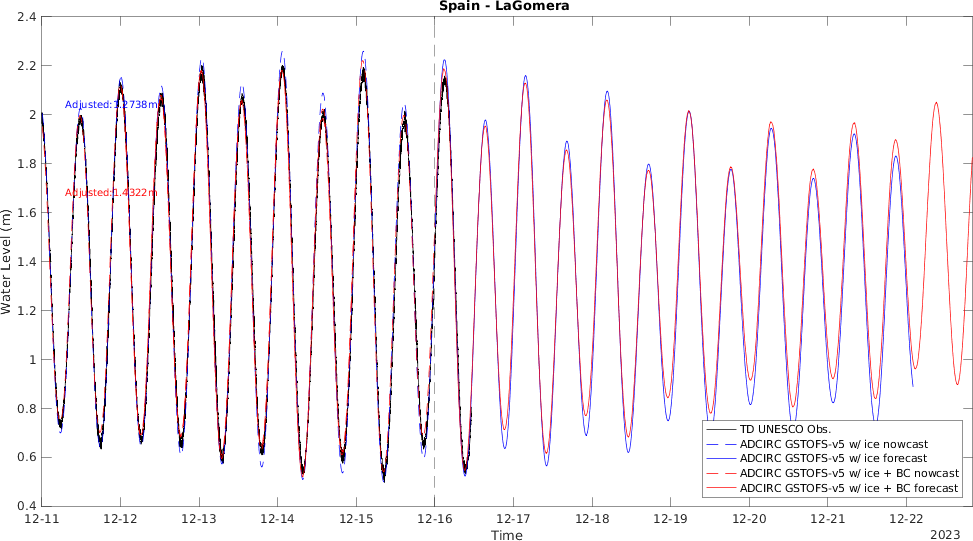 Spain - LaGomera
2.4
2.2
2
1.8
1.6
1.4
1.2
1
0.8
0.6
0.4
Water Level (m)
Adjusted:1.2738m
Adjusted:1.4322m
TD UNESCO Obs.
ADCIRC GSTOFS-v5 w/ ice nowcast
ADCIRC GSTOFS-v5 w/ ice forecast
ADCIRC GSTOFS-v5 w/ ice + BC nowcast
ADCIRC GSTOFS-v5 w/ ice + BC forecast
12-11 12-12 12-13 12-14 12-15 12-16 12-17 12-18 12-19 12-20 12-21 12-22
Time
2023